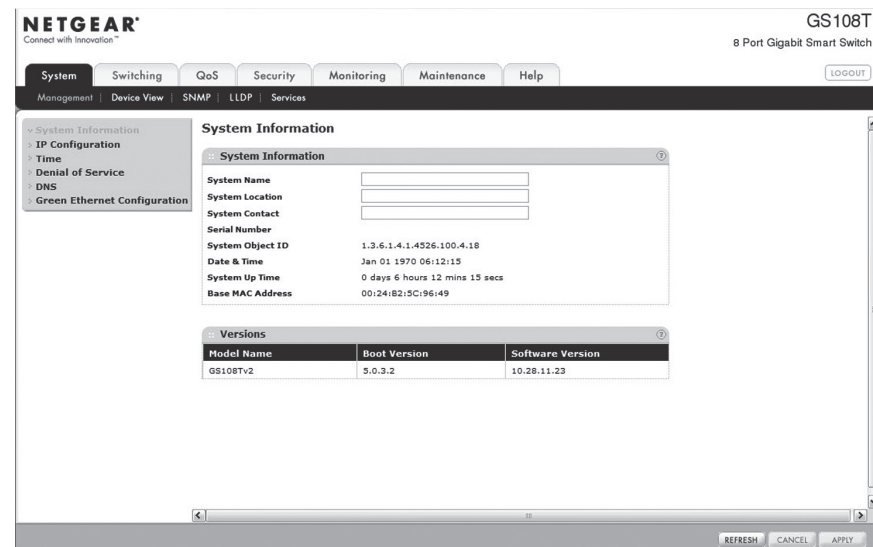 NETGEAR®
Connect with Innovation™
GS108T
8 Port Gigabit Smart Switch
System Switching QoS Security Monitoring Maintenance Help
LOGOUT
Management | Device View | SNMP | LLDP | Services
System Information
IP Configuration
Time
Denial of Service
DNS
Green Ethernet Configuration
System Information
System Information
System Name
System Location
System Contact
Serial Number
System Object ID 1.3.6.1.4.1.4526.100.4.18
Date & Time Jan 01 1970 06:12:15
System Up Time 0 days 6 hours 12 mins 15 secs
Base MAC Address 00:24:B2:5C:96:49
Versions
Model Name Boot Version Software Version
GS108Tv2 5.0.3.2 10.28.11.23
REFRESH CANCEL APPLY